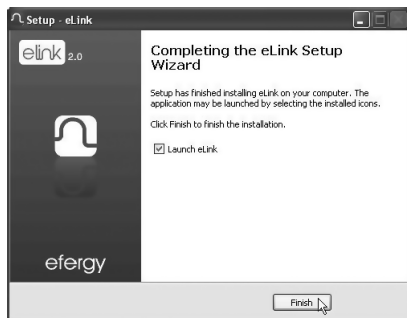 Setup - eLink
elink 2.0
Completing the eLink Setup
Wizard
Setup has finished installing eLink on your computer. The
application may be launched by selecting the installed icons.
Click Finish to finish the installation.
Launch eLink
efergy
Finish